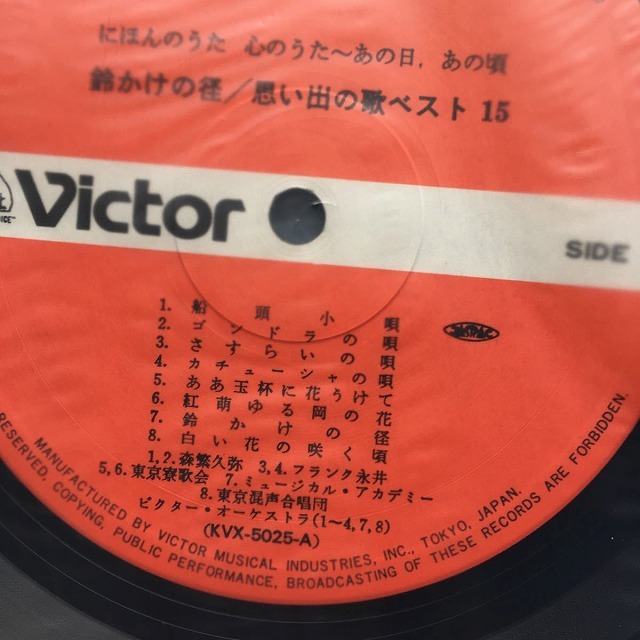 にほんのうた 心のうた～あの日，あの頃
鈴かけの径／思い出の歌ベスト 15
Victor
SIDE
1. 船頭小唄
2. ゴンドラの唄
3. さすらいの唄
4. カチューシャの唄
5. ああ玉杯に花うけて
6. 紅萌ゆる岡の花
7. 鈴かけの径
8. 白い花の咲く頃
1,2.森繁久弥 3,4.フランク永井
5,6.東京寮歌会 7.ミュージカル・アカデミー
8.東京混声合唱団
ビクター・オーケストラ(1〜4,7,8)
(KVX-5025-A)
MANUFACTURED BY VICTOR MUSICAL INDUSTRIES, INC., TOKYO, JAPAN.
RESERVED. COPYING, PUBLIC PERFORMANCE, BROADCASTING OF THESE RECORDS ARE FORBIDDEN.